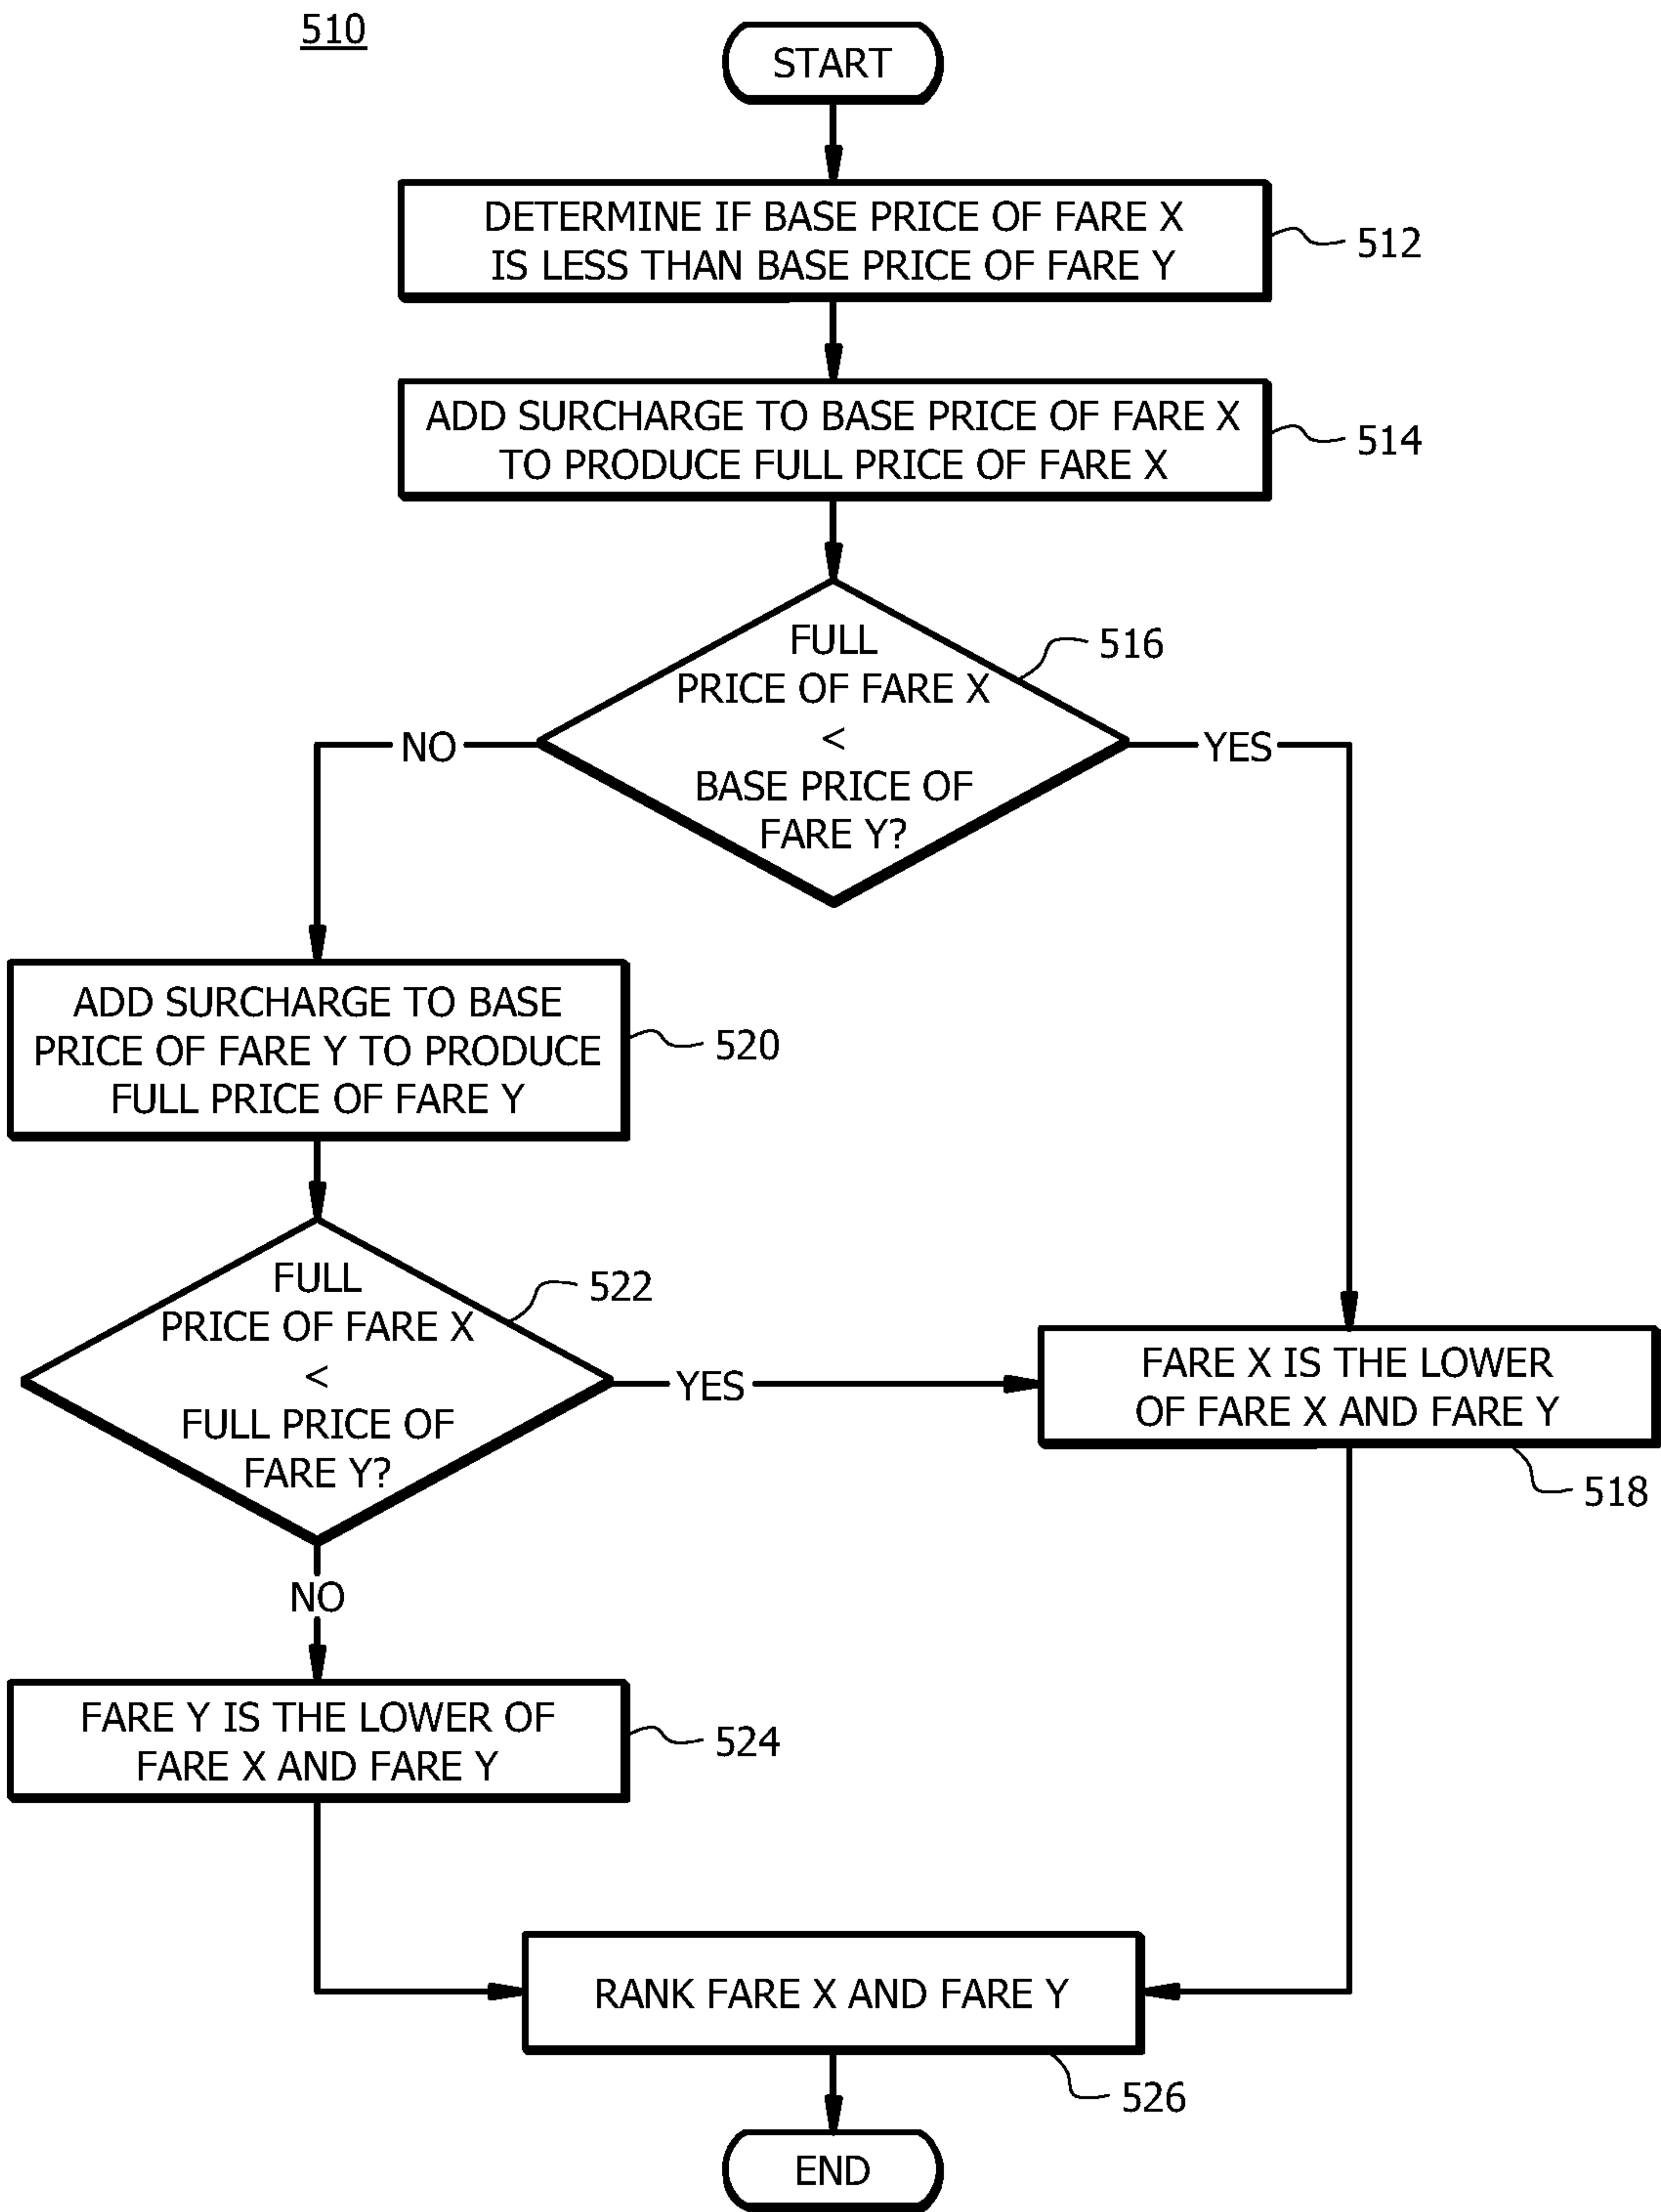 510
START
DETERMINE IF BASE PRICE OF FARE X
IS LESS THAN BASE PRICE OF FARE Y
512
ADD SURCHARGE TO BASE PRICE OF FARE X
TO PRODUCE FULL PRICE OF FARE X
514
FULL
PRICE OF FARE X
<
BASE PRICE OF
FARE Y?
516
NO
YES
ADD SURCHARGE TO BASE
PRICE OF FARE Y TO PRODUCE
FULL PRICE OF FARE Y
520
FULL
PRICE OF FARE X
<
FULL PRICE OF
FARE Y?
522
YES
FARE X IS THE LOWER
OF FARE X AND FARE Y
518
NO
FARE Y IS THE LOWER OF
FARE X AND FARE Y
524
RANK FARE X AND FARE Y
526
END